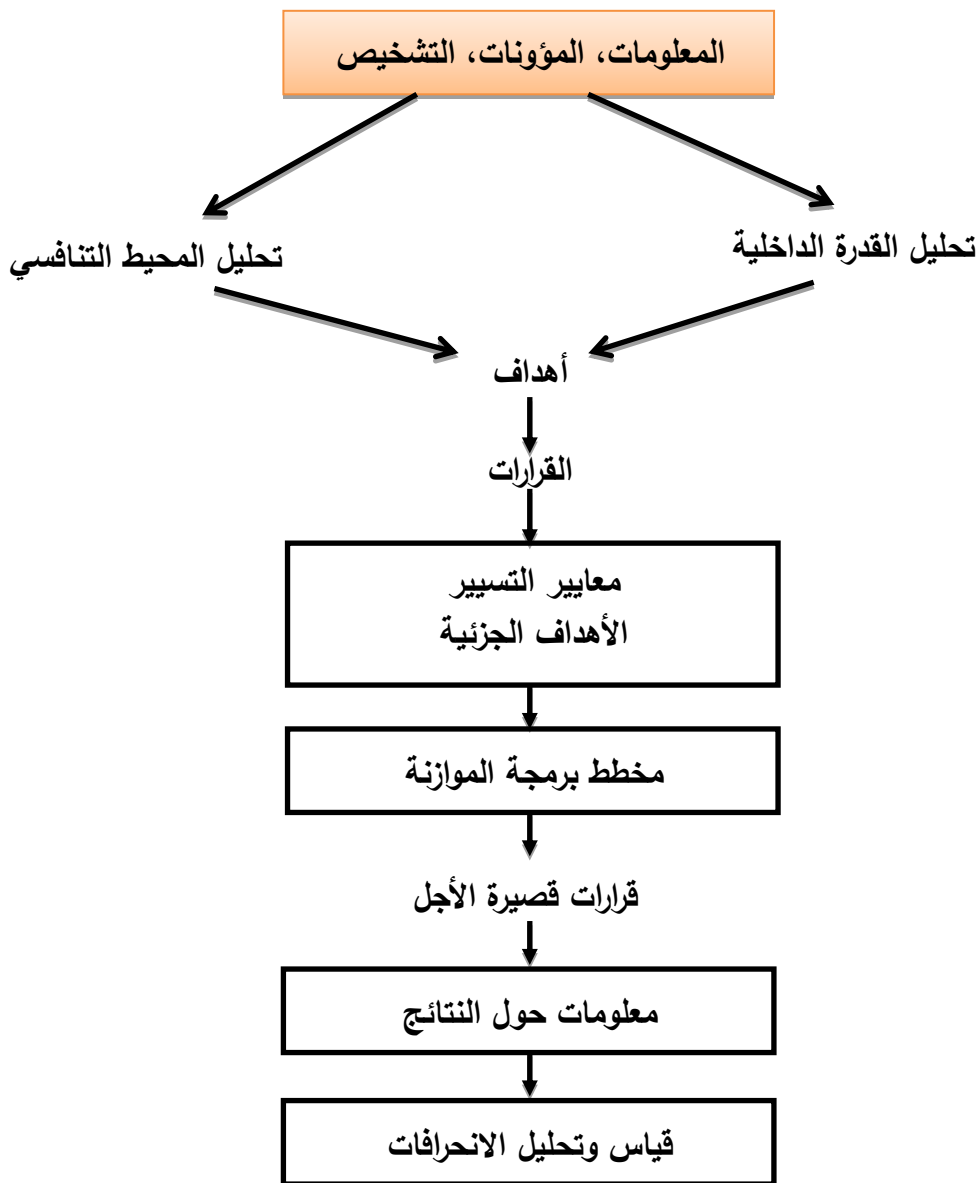 المعلومات، المؤونات، التشخيص
تحليل القدرة الداخلية
تحليل المحيط التنافسي
أهداف
القرارات
معايير التسيير
الأهداف الجزئية
مخطط برمجة الموازنة
قرارات قصيرة الأجل
معلومات حول النتائج
قياس وتحليل الانحرافات